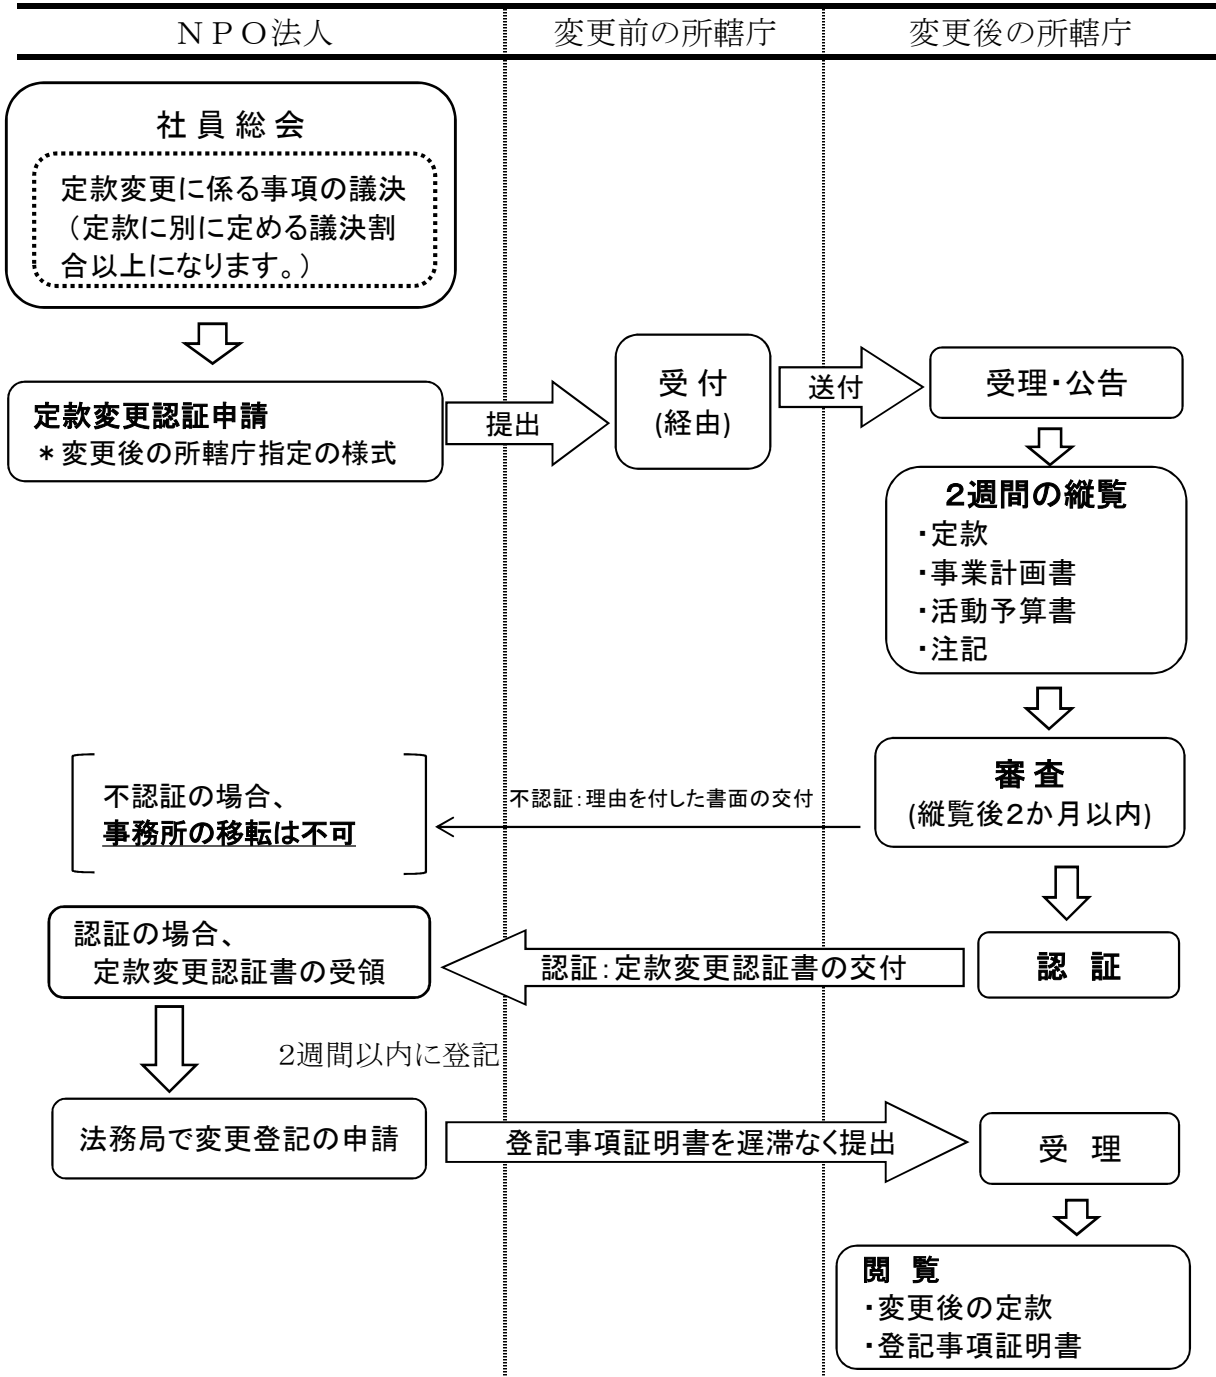 ＮＰＯ法人
変更前の所轄庁
変更後の所轄庁
社 員 総 会
定款変更に係る事項の議決
（定款に別に定める議決割
合以上になります。）
定款変更認証申請
＊変更後の所轄庁指定の様式
提出
受 付
(経由)
送付
受理・公告
２週間の縦覧
・定款
・事業計画書
・活動予算書
・注記
審 査
(縦覧後２か月以内)
不認証：理由を付した書面の交付
不認証の場合、
事務所の移転は不可
認　証
認証：定款変更認証書の交付
認証の場合、
定款変更認証書の受領
2週間以内に登記
法務局で変更登記の申請
登記事項証明書を遅滞なく提出
受　理
閲　覧
・変更後の定款
・登記事項証明書